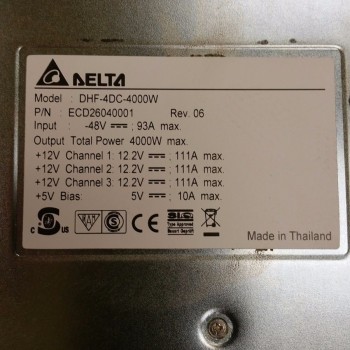 DELTA
Model : DHF-4DC-4000W
P/N : ECD26040001 Rev. 06
Input : -48V ⎓ ; 93A max.
Output Total Power 4000W max.
+12V Channel 1: 12.2V ⎓ ; 111A max.
+12V Channel 2: 12.2V ⎓ ; 111A max.
+12V Channel 3: 12.2V ⎓ ; 111A max.
+5V Bias: 5V ⎓ ; 10A max.
C US
Made in Thailand